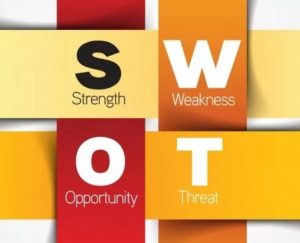 S W
Strength Weakness
O T
Opportunity Threat